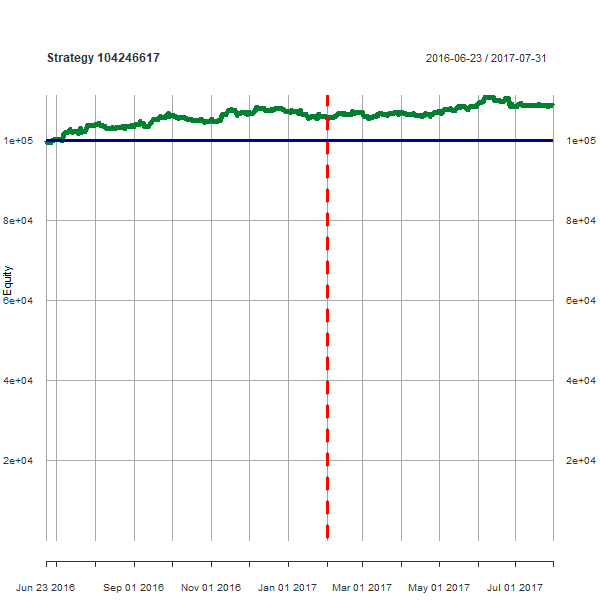 Strategy 104246617
2016-06-23 / 2017-07-31
1e+05
1e+05
8e+04
8e+04
Equity
6e+04
6e+04
4e+04
4e+04
2e+04
2e+04
Jun 23 2016
Sep 01 2016
Nov 01 2016
Jan 01 2017
Mar 01 2017
May 01 2017
Jul 01 2017